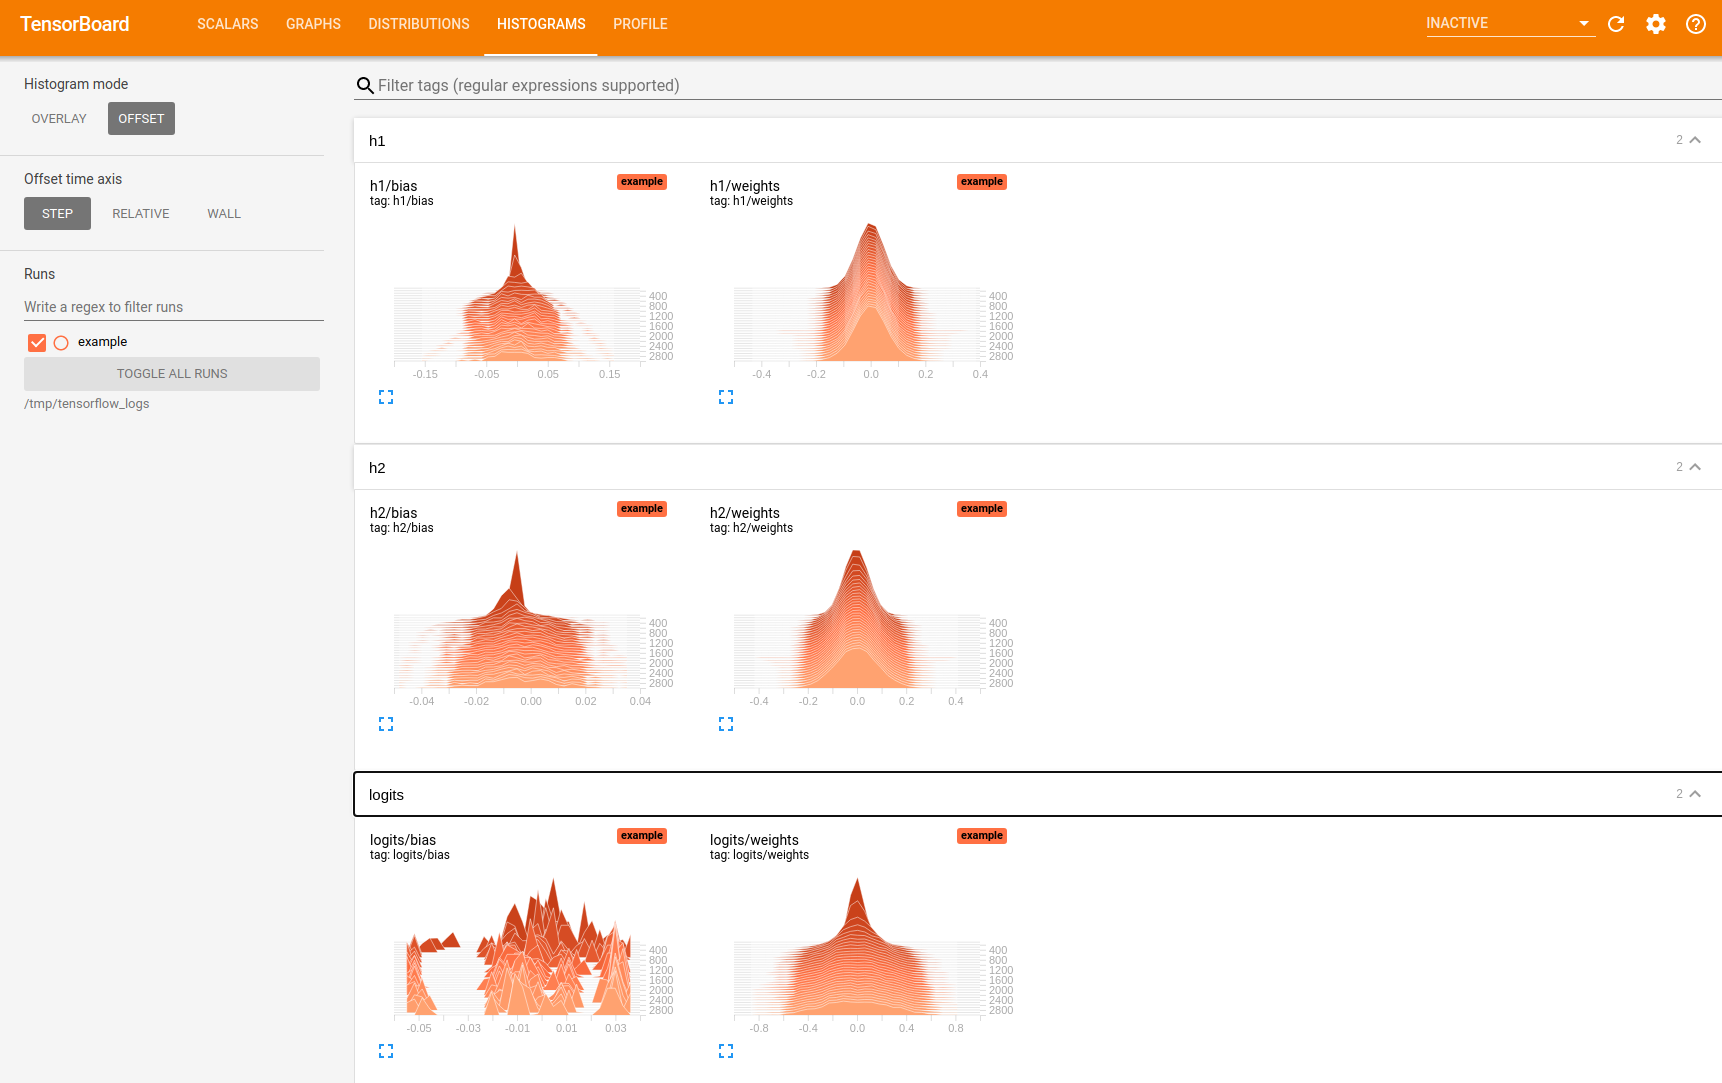 TensorBoard SCALARS GRAPHS DISTRIBUTIONS HISTOGRAMS PROFILE INACTIVE
Histogram mode
OVERLAY OFFSET
Offset time axis
STEP RELATIVE WALL
Runs
Write a regex to filter runs
example
TOGGLE ALL RUNS
/tmp/tensorflow_logs
Filter tags (regular expressions supported)
h1 2
h1/bias example
tag: h1/bias
400
800
1200
1600
2000
2400
2800
-0.15 -0.05 0.05 0.15
h1/weights example
tag: h1/weights
400
800
1200
1600
2000
2400
2800
-0.4 -0.2 0.0 0.2 0.4
h2 2
h2/bias example
tag: h2/bias
400
800
1200
1600
2000
2400
2800
-0.04 -0.02 0.00 0.02 0.04
h2/weights example
tag: h2/weights
400
800
1200
1600
2000
2400
2800
-0.4 -0.2 0.0 0.2 0.4
logits 2
logits/bias example
tag: logits/bias
400
800
1200
1600
2000
2400
2800
-0.05 -0.03 -0.01 0.01 0.03
logits/weights example
tag: logits/weights
400
800
1200
1600
2000
2400
2800
-0.8 -0.4 0.0 0.4 0.8